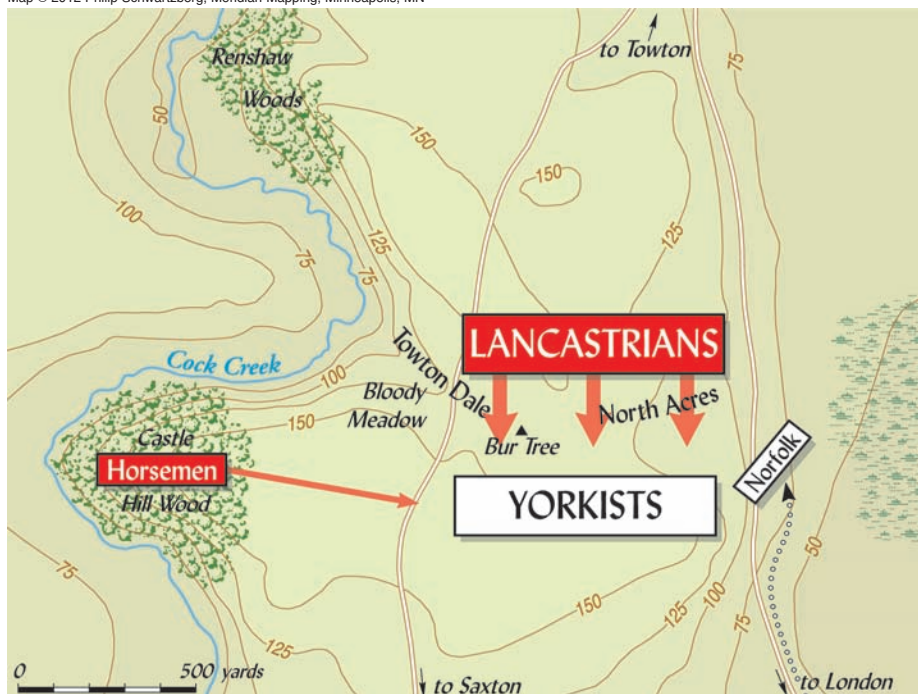 Map © 2012 Philip Schwartzberg, Meridian Mapping, Minneapolis, MN
to Towton
75
Renshaw
Woods
50
150
150
100
125
125
75
75
LANCASTRIANS
Towton Dale
Cock Creek
100
Bloody
Meadow
North Acres
150
Castle
Bur Tree
Horsemen
Hill Wood
Norfolk
YORKISTS
50
75
150
125
100
75
125
0 500 yards
to Saxton
to London